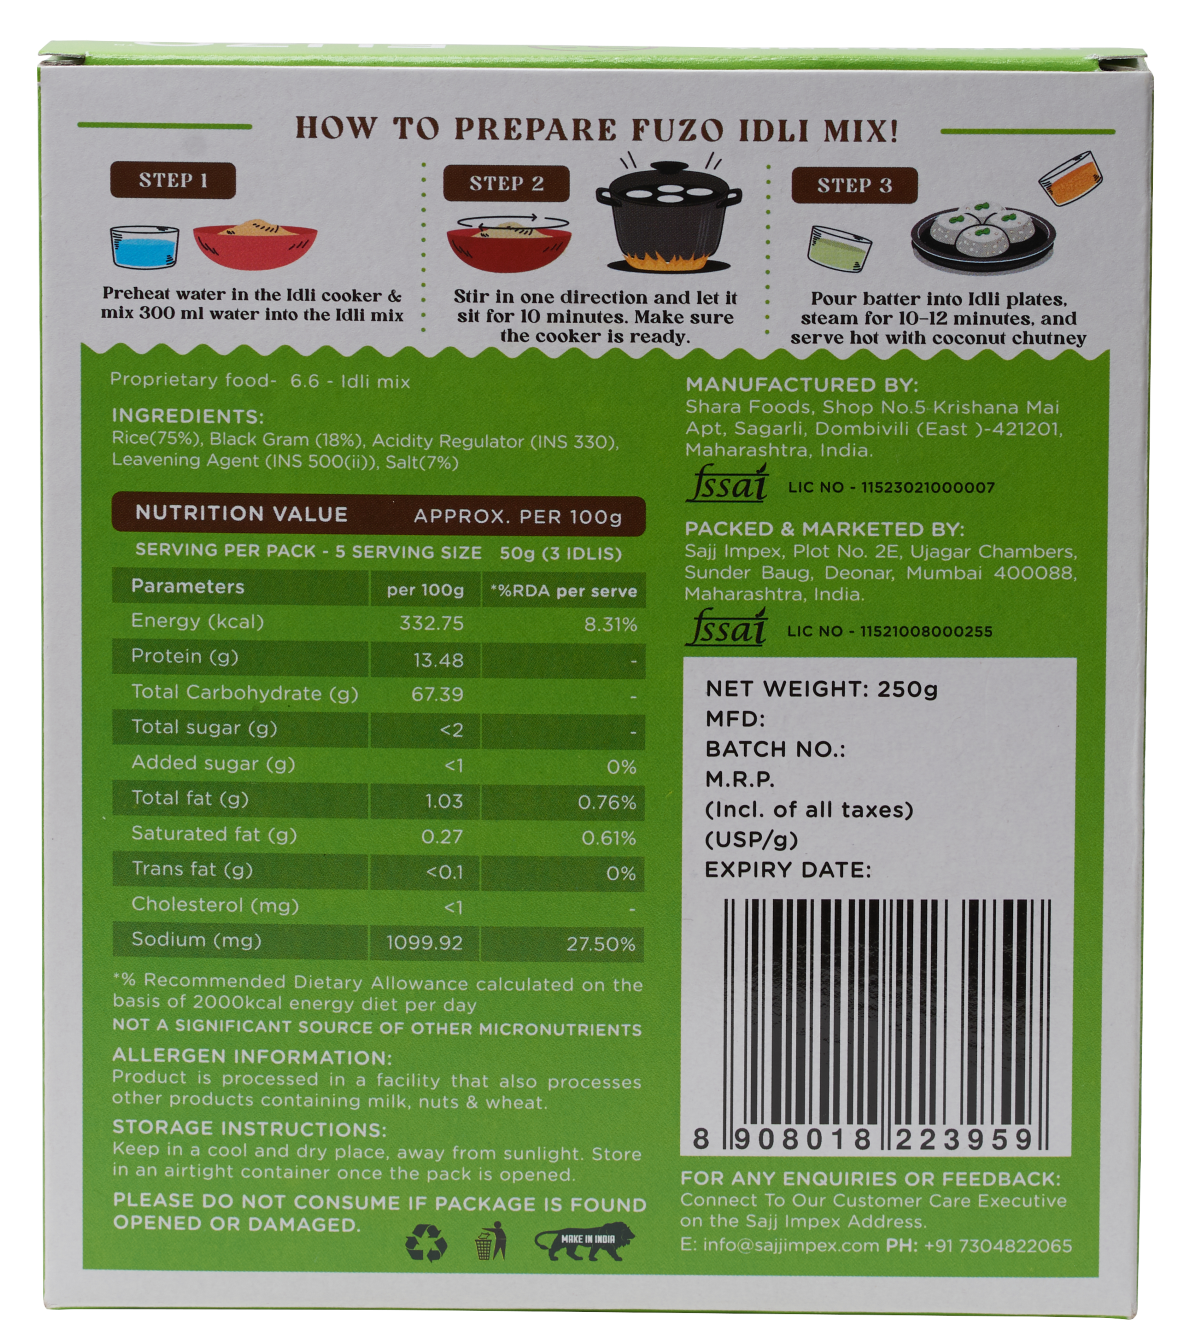 HOW TO PREPARE FUZO IDLI MIX!
STEP 1
Preheat water in the Idli cooker &
mix 300 ml water into the Idli mix
STEP 2
Stir in one direction and let it
sit for 10 minutes. Make sure
the cooker is ready.
STEP 3
Pour batter into Idli plates,
steam for 10-12 minutes, and
serve hot with coconut chutney
Proprietary food- 6.6 - Idli mix
INGREDIENTS:
Rice(75%), Black Gram (18%), Acidity Regulator (INS 330),
Leavening Agent (INS 500(ii)), Salt(7%)
NUTRITION VALUE APPROX. PER 100g
SERVING PER PACK - 5 SERVING SIZE 50g (3 IDLIS)
Parameters per 100g *%RDA per serve
Energy (kcal) 332.75 8.31%
Protein (g) 13.48 -
Total Carbohydrate (g) 67.39 -
Total sugar (g) <2 -
Added sugar (g) <1 0%
Total fat (g) 1.03 0.76%
Saturated fat (g) 0.27 0.61%
Trans fat (g) <0.1 0%
Cholesterol (mg) <1 -
Sodium (mg) 1099.92 27.50%
*% Recommended Dietary Allowance calculated on the
basis of 2000kcal energy diet per day
NOT A SIGNIFICANT SOURCE OF OTHER MICRONUTRIENTS
ALLERGEN INFORMATION:
Product is processed in a facility that also processes
other products containing milk, nuts & wheat.
STORAGE INSTRUCTIONS:
Keep in a cool and dry place, away from sunlight. Store
in an airtight container once the pack is opened.
PLEASE DO NOT CONSUME IF PACKAGE IS FOUND
OPENED OR DAMAGED.
MAKE IN INDIA
MANUFACTURED BY:
Shara Foods, Shop No.5 Krishana Mai
Apt, Sagarli, Dombivili (East )-421201,
Maharashtra, India.
fssai LIC NO - 11523021000007
PACKED & MARKETED BY:
Sajj Impex, Plot No. 2E, Ujagar Chambers,
Sunder Baug, Deonar, Mumbai 400088,
Maharashtra, India.
fssai LIC NO - 11521008000255
NET WEIGHT: 250g
MFD:
BATCH NO.:
M.R.P.
(Incl. of all taxes)
(USP/g)
EXPIRY DATE:
8 908018 223959
FOR ANY ENQUIRIES OR FEEDBACK:
Connect To Our Customer Care Executive
on the Sajj Impex Address.
E: info@sajjimpex.com PH: +91 7304822065